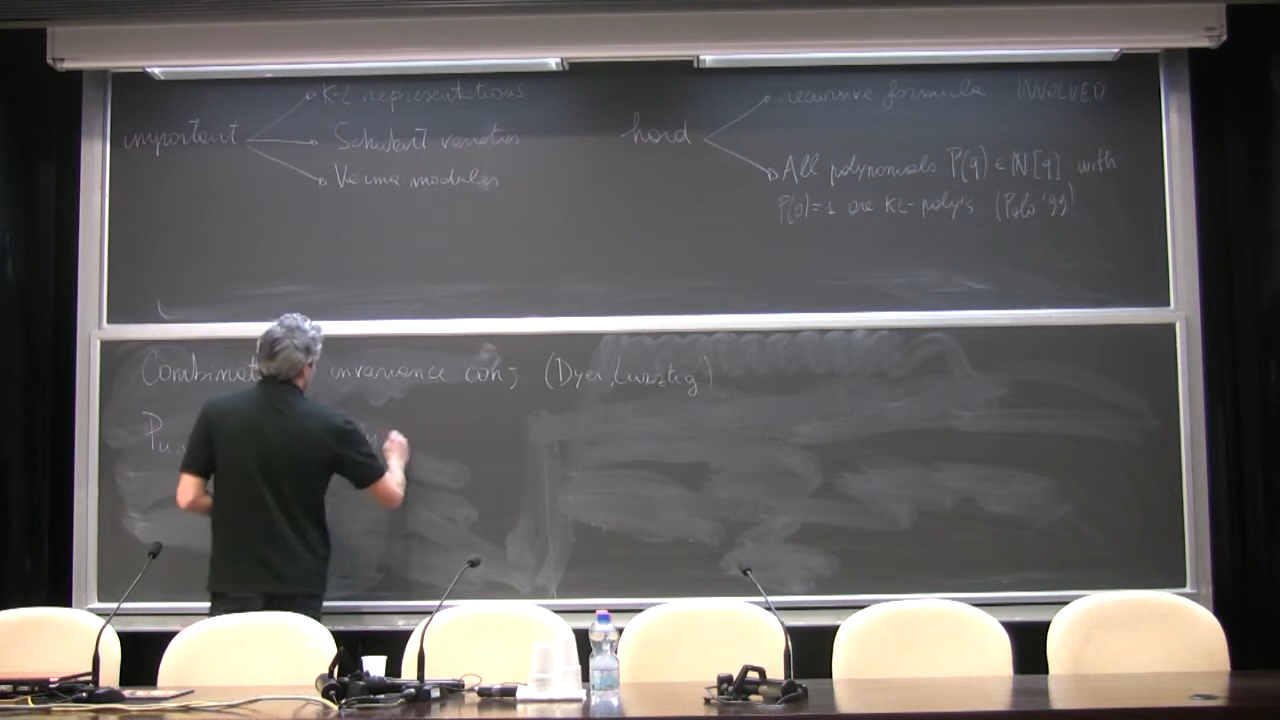 important
K-L representations
Schubert varieties
Verma modules
hard
recursive formula INVOLVED
All polynomials P(q) ∈ ℕ[q] with
P(0)=1 are KL-poly's (Polo '99)
invariance conj (Dyer, Lusztig)
Pu,